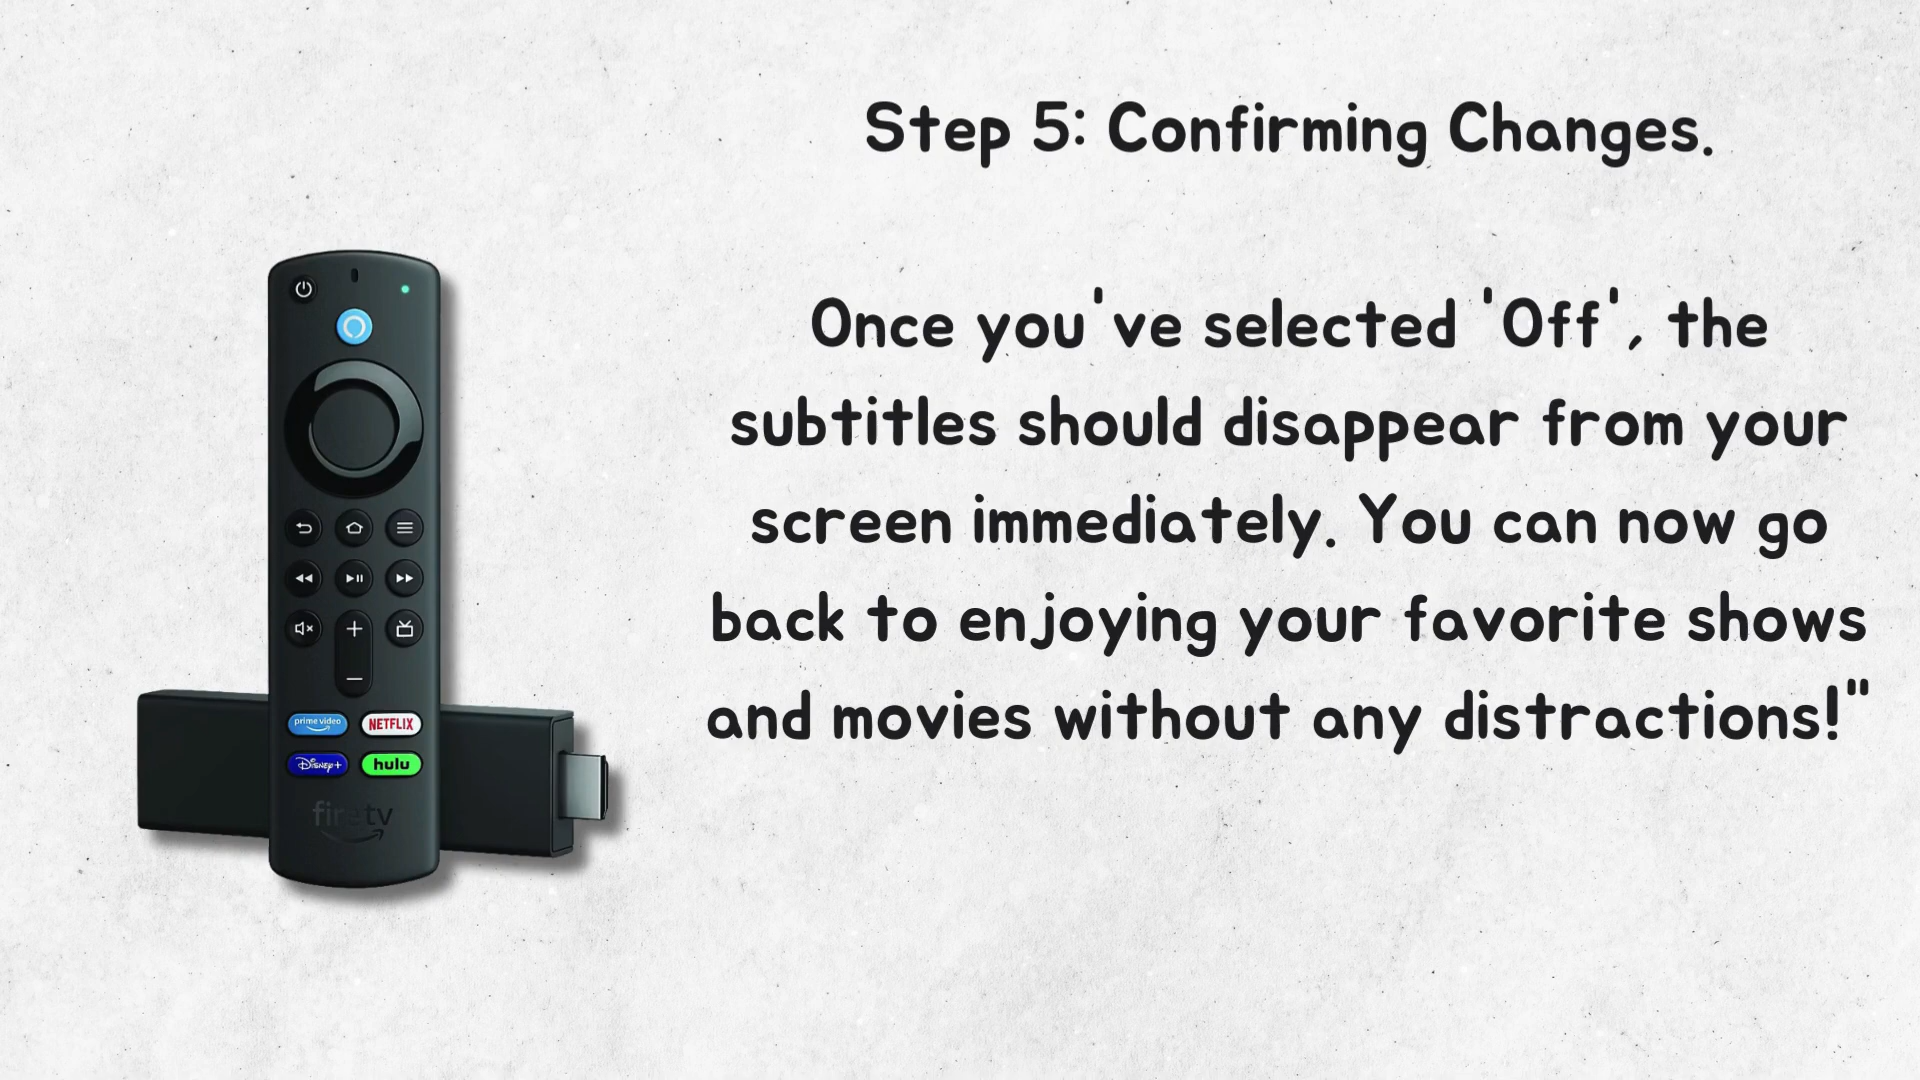 Step 5: Confirming Changes.
Once you've selected 'Off', the
subtitles should disappear from your
screen immediately. You can now go
back to enjoying your favorite shows
and movies without any distractions!"
prime video
NETFLIX
Disney+
hulu
fire tv